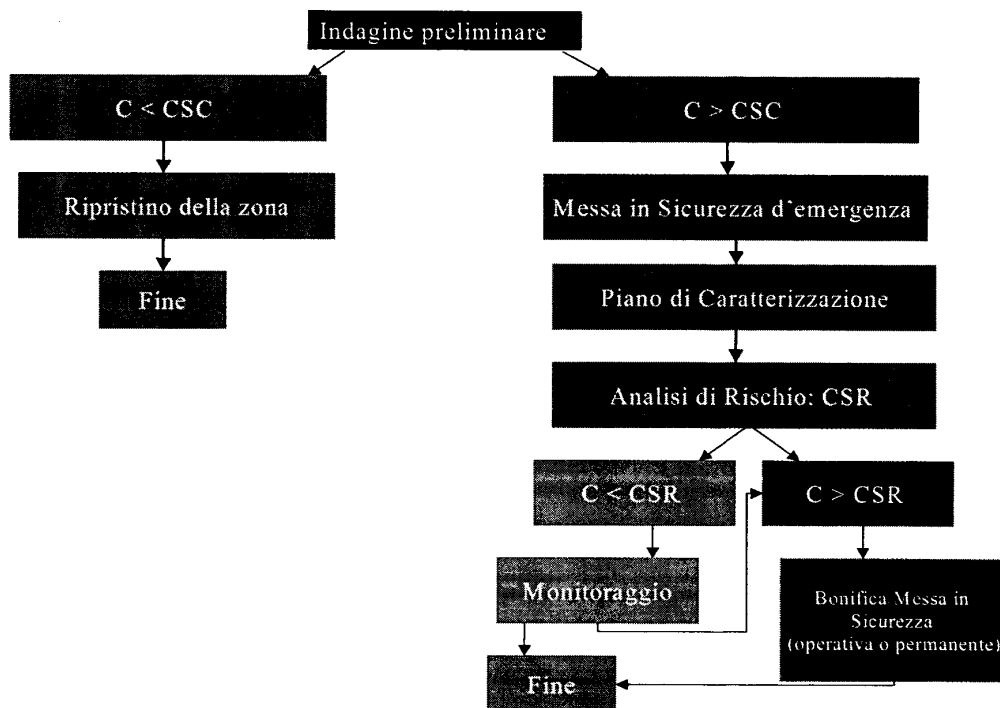 Indagine preliminare
C < CSC
C > CSC
Ripristino della zona
Messa in Sicurezza d'emergenza
Fine
Piano di Caratterizzazione
Analisi di Rischio: CSR
C < CSR
C > CSR
Monitoraggio
Bonifica Messa in
Sicurezza
(operativa o permanente)
Fine